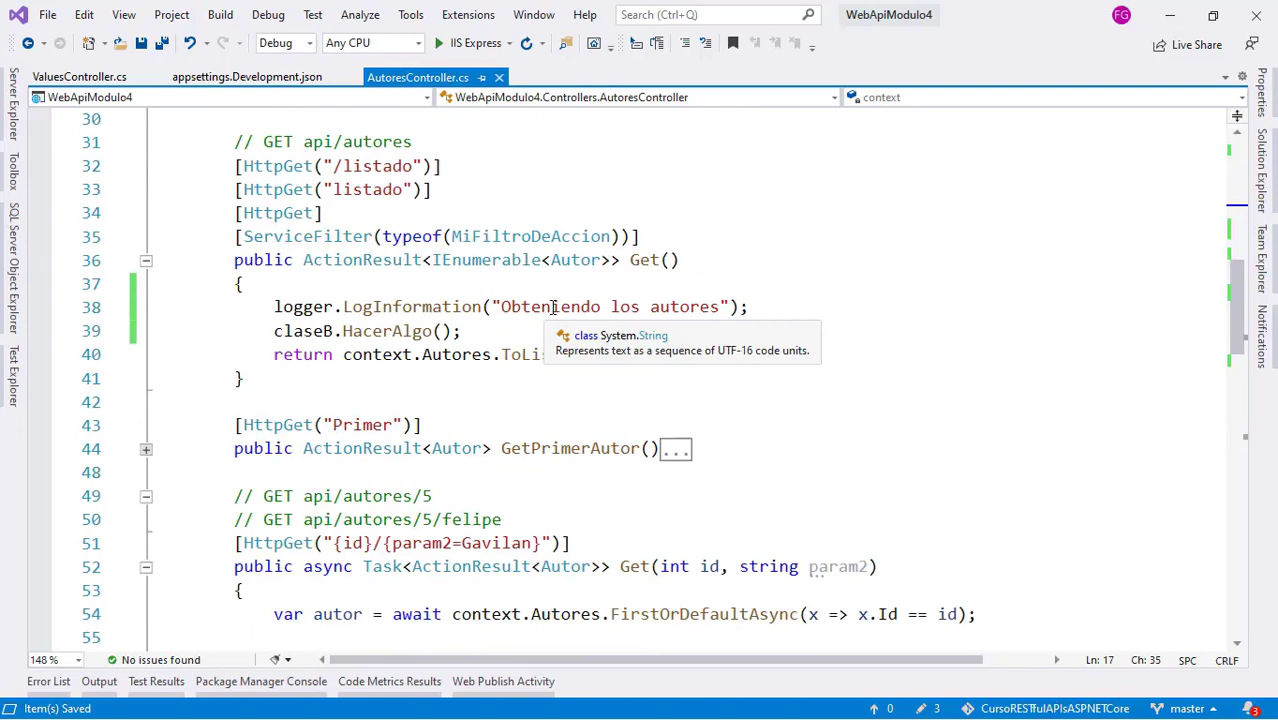 File Edit View Project Build Debug Test Analyze Tools Extensions Window Help Search (Ctrl+Q) WebApiModulo4 FG
Debug Any CPU IIS Express Live Share
ValuesController.cs appsettings.Development.json AutoresController.cs
WebApiModulo4 WebApiModulo4.Controllers.AutoresController context
Server Explorer
Toolbox
SQL Server Object Explorer
Test Explorer
30
31 // GET api/autores
32 [HttpGet("/listado")]
33 [HttpGet("listado")]
34 [HttpGet]
35 [ServiceFilter(typeof(MiFiltroDeAccion))]
36 public ActionResult<IEnumerable<Autor>> Get()
37 {
38 logger.LogInformation("Obteniendo los autores");
39 claseB.HacerAlgo();
class System.String
40 return context.Autores.ToLis
Represents text as a sequence of UTF-16 code units.
41 }
42
43 [HttpGet("Primer")]
44 public ActionResult<Autor> GetPrimerAutor()...
48
49 // GET api/autores/5
50 // GET api/autores/5/felipe
51 [HttpGet("{id}/{param2=Gavilan}")]
52 public async Task<ActionResult<Autor>> Get(int id, string param2)
53 {
54 var autor = await context.Autores.FirstOrDefaultAsync(x => x.Id == id);
55
Properties
Solution Explorer
Team Explorer
Notifications
148 % No issues found Ln: 17 Ch: 35 SPC CRLF
Error List Output Test Results Package Manager Console Code Metrics Results Web Publish Activity
Item(s) Saved 0 3 CursoRESTfulAPIsASPNETCore master 3